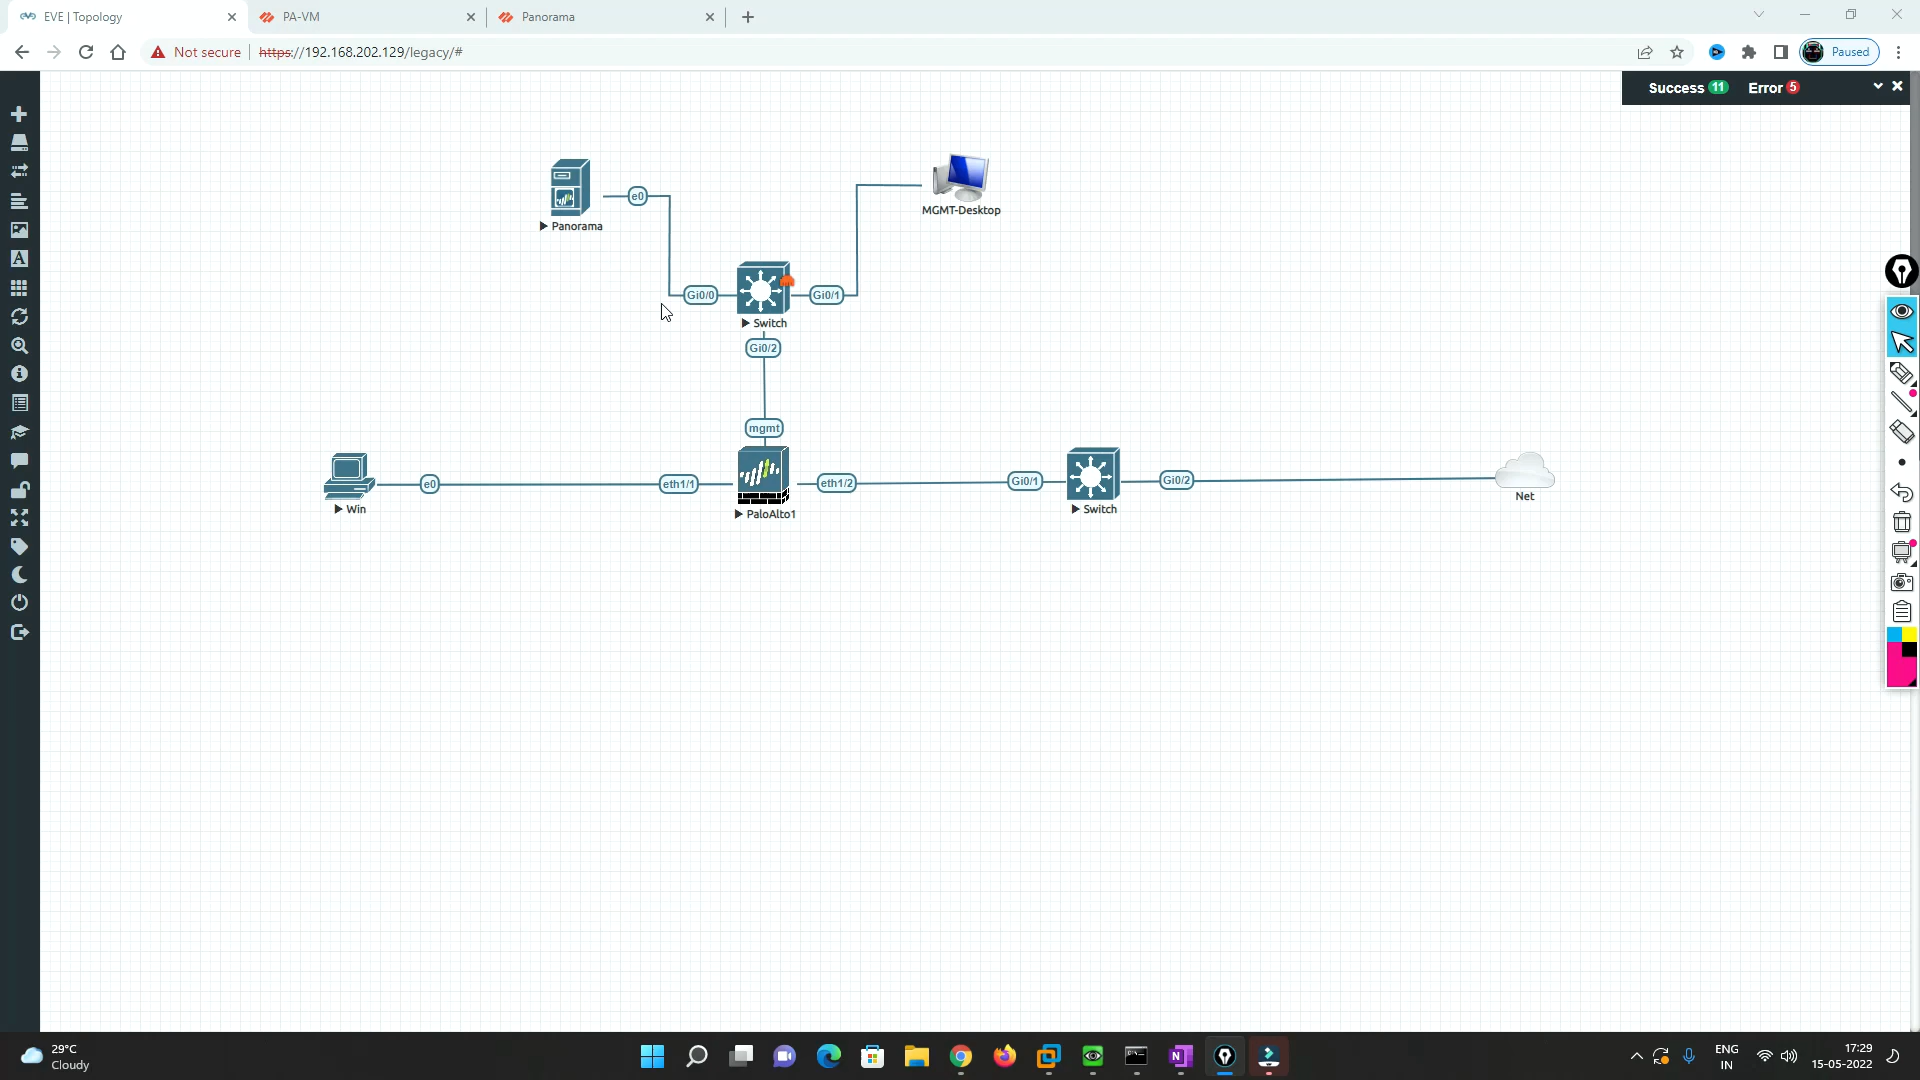 EVE | Topology
PA-VM
Panorama
Not secure
https://192.168.202.129/legacy/#
Paused
Success 11 Error 5
Panorama
e0
MGMT-Desktop
Gi0/0
Gi0/1
Switch
Gi0/2
mgmt
Win
e0
eth1/1
PaloAlto1
eth1/2
Gi0/1
Switch
Gi0/2
Net
29°C
Cloudy
ENG
IN
17:29
15-05-2022